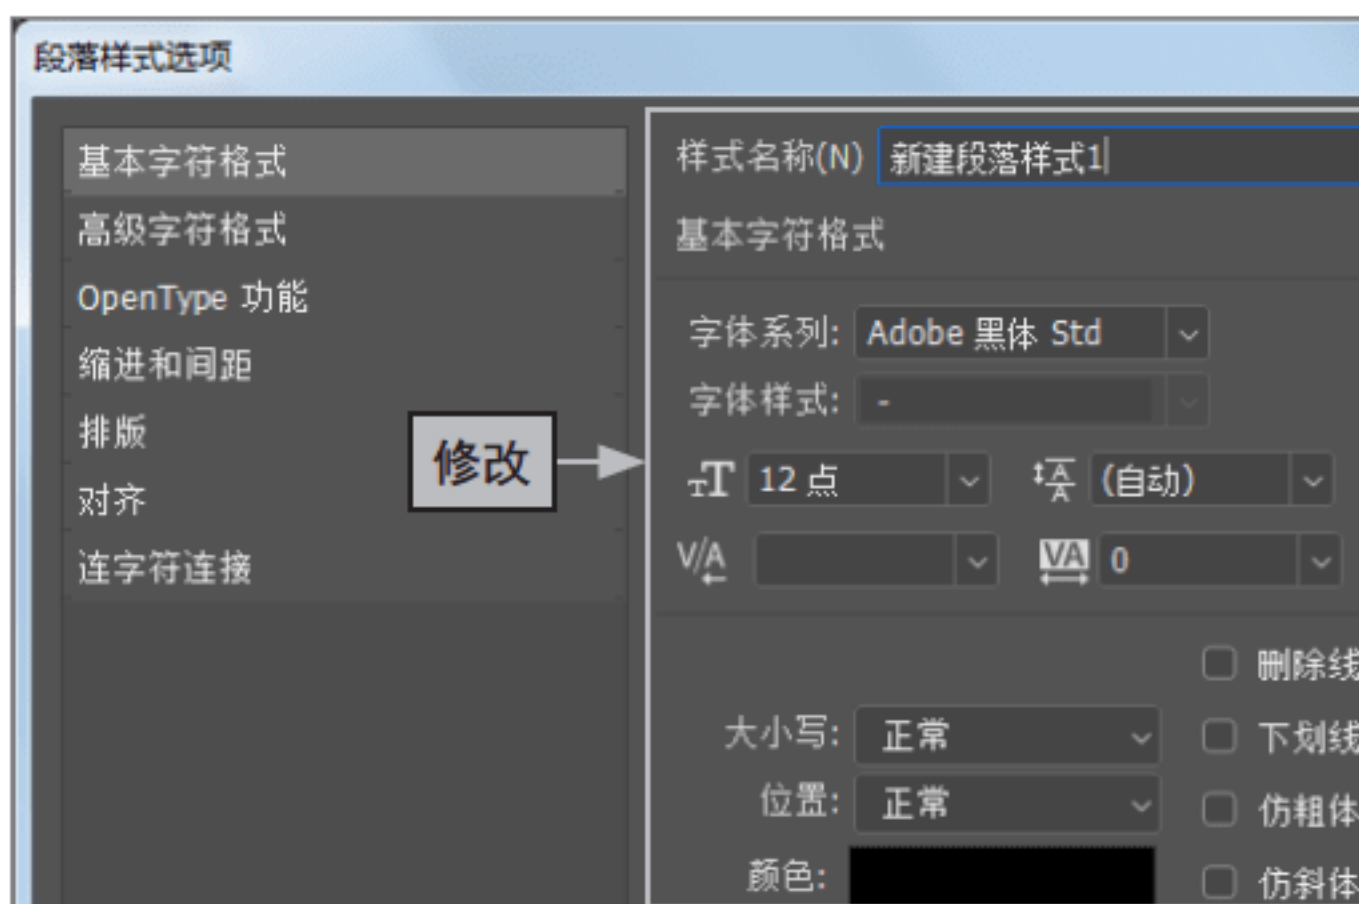 段落样式选项
基本字符格式
高级字符格式
OpenType 功能
缩进和间距
排版
对齐
连字符连接
修改
样式名称(N) 新建段落样式1
基本字符格式
字体系列: Adobe 黑体 Std
字体样式: -
12 点 (自动)
V/A VA 0
删除线
大小写: 正常 下划线
位置: 正常 仿粗体
颜色: 仿斜体